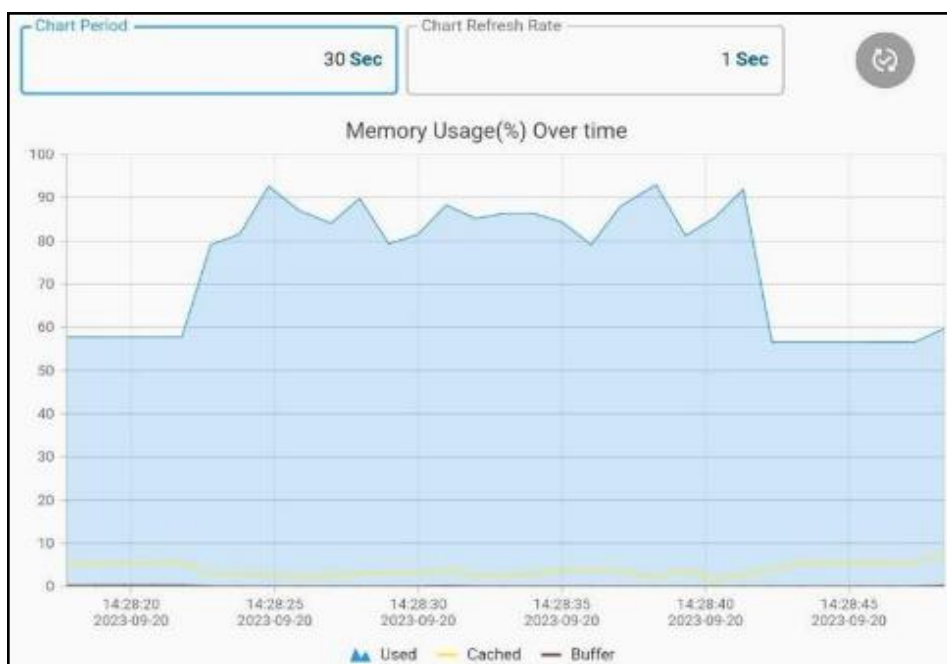 Chart Period
Chart Refresh Rate
30 Sec
1 Sec
Memory Usage(%) Over time
100
90
80
70
60
50
40
30
20
10
0
14:28:20
14:28:25
14:28:30
14:28:35
14:28:40
14:28:45
2023-09-20
2023-09-20
2023-09-20
2023-09-20
2023-09-20
2023-09-20
Used
Cached
Buffer